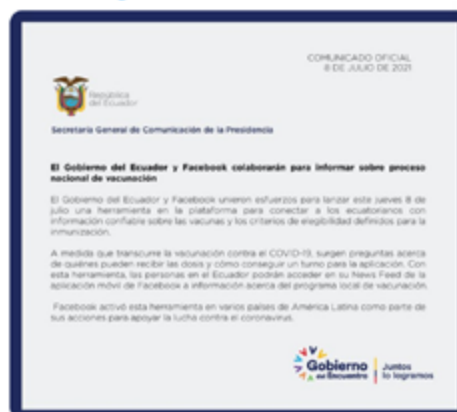 COMUNICADO OFICIAL
8 DE JULIO DE 2021
República
del Ecuador
Secretaría General de Comunicación de la Presidencia
El Gobierno del Ecuador y Facebook colaborarán para informar sobre proceso
nacional de vacunación
El Gobierno del Ecuador y Facebook unieron esfuerzos para lanzar este jueves 8 de
julio una herramienta en la plataforma para conectar a los ecuatorianos con
información confiable sobre las vacunas y los criterios de elegibilidad definidos para la
inmunización.
A medida que transcurre la vacunación contra el COVID-19, surgen preguntas acerca
de quiénes pueden recibir las dosis y cómo conseguir un turno para la aplicación. Con
esta herramienta, las personas en el Ecuador podrán acceder en su News Feed de la
aplicación móvil de Facebook a información acerca del programa local de vacunación.
Facebook activó esta herramienta en varios países de América Latina como parte de
sus acciones para apoyar la lucha contra el coronavirus.
Gobierno
del Encuentro
Juntos
lo logramos